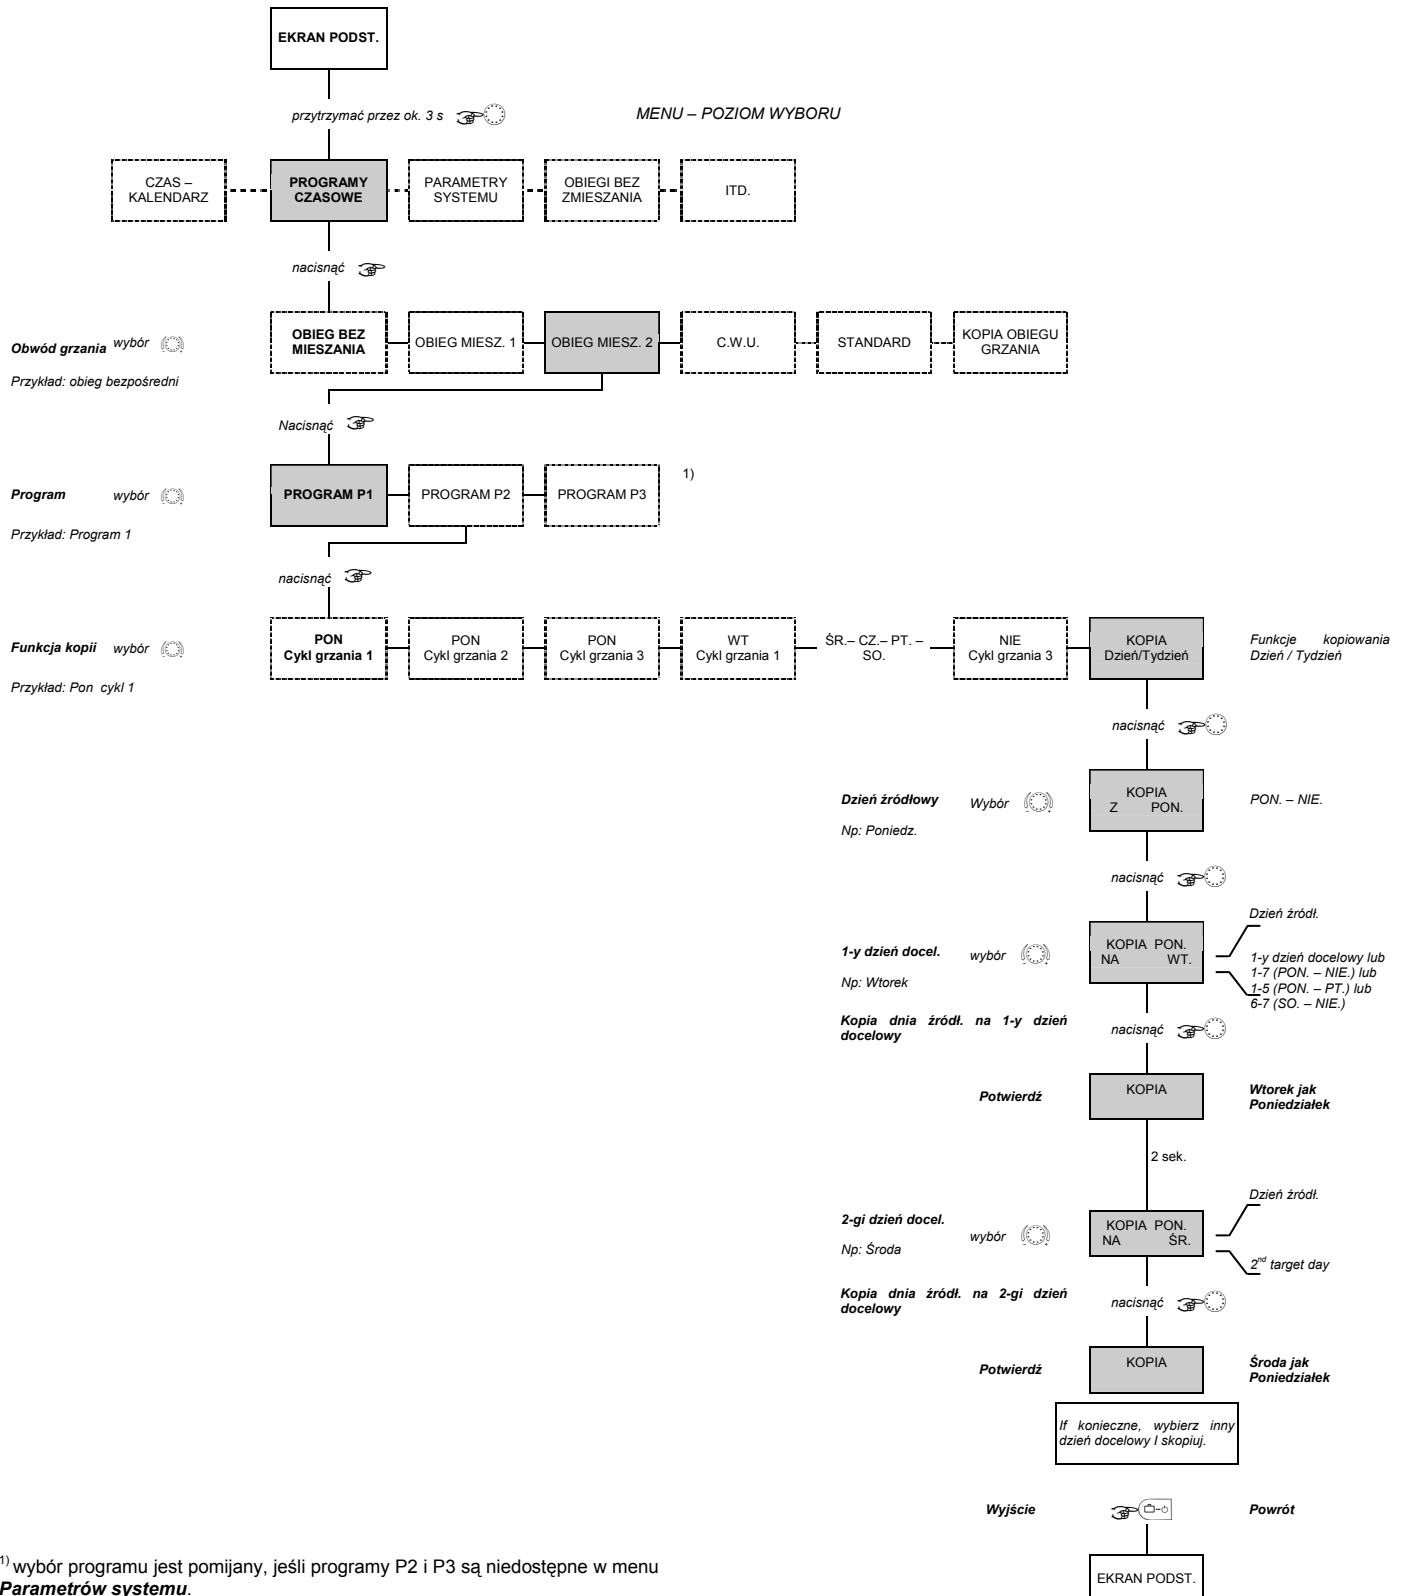 EKRAN PODST.
przytrzymać przez ok. 3 s
MENU – POZIOM WYBORU
CZAS –
KALENDARZ
PROGRAMY
CZASOWE
PARAMETRY
SYSTEMU
OBIEGI BEZ
ZMIESZANIA
ITD.
nacisnąć
Obwód grzania wybór
Przykład: obieg bezpośredni
OBIEG BEZ
MIESZANIA
OBIEG MIESZ. 1
OBIEG MIESZ. 2
C.W.U.
STANDARD
KOPIA OBIEGU
GRZANIA
Nacisnąć
Program wybór
Przykład: Program 1
PROGRAM P1
PROGRAM P2
PROGRAM P3
1)
nacisnąć
Funkcja kopii wybór
Przykład: Pon cykl 1
PON
Cykl grzania 1
PON
Cykl grzania 2
PON
Cykl grzania 3
WT
Cykl grzania 1
ŚR.– CZ.– PT. –
SO.
NIE
Cykl grzania 3
KOPIA
Dzień/Tydzień
Funkcje kopiowania
Dzień / Tydzień
nacisnąć
Dzień źródłowy Wybór
Np: Poniedz.
KOPIA
Z PON.
PON. – NIE.
nacisnąć
Dzień źródł.
1-y dzień docel. wybór
Np: Wtorek
KOPIA PON.
NA WT.
1-y dzień docelowy lub
1-7 (PON. – NIE.) lub
1-5 (PON. – PT.) lub
6-7 (SO. – NIE.)
Kopia dnia źródł. na 1-y dzień
docelowy
nacisnąć
Potwierdź
KOPIA
Wtorek jak
Poniedziałek
2 sek.
Dzień źródł.
2-gi dzień docel.
wybór
Np: Środa
KOPIA PON.
NA ŚR.
2nd target day
Kopia dnia źródł. na 2-gi dzień
docelowy
nacisnąć
Potwierdź
KOPIA
Środa jak
Poniedziałek
If konieczne, wybierz inny
dzień docelowy I skopiuj.
Wyjście
Powrót
EKRAN PODST.
1) wybór programu jest pomijany, jeśli programy P2 i P3 są niedostępne w menu
Parametrów systemu.